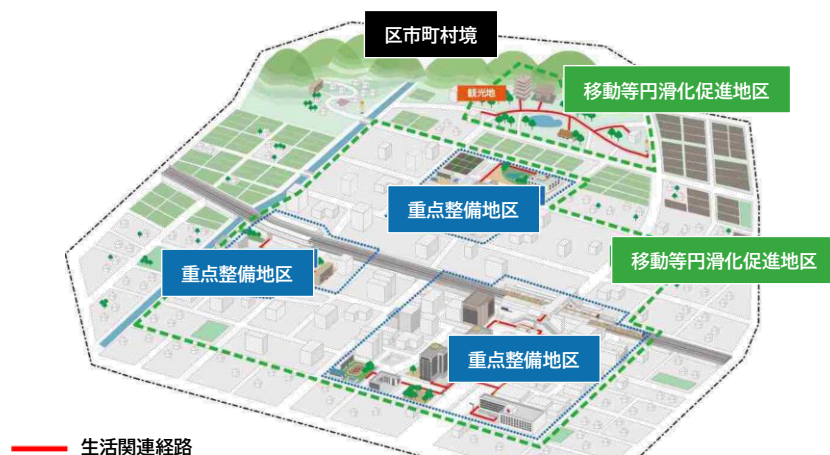 区市町村境
移動等円滑化促進地区
観光地
重点整備地区
移動等円滑化促進地区
重点整備地区
重点整備地区
生活関連経路